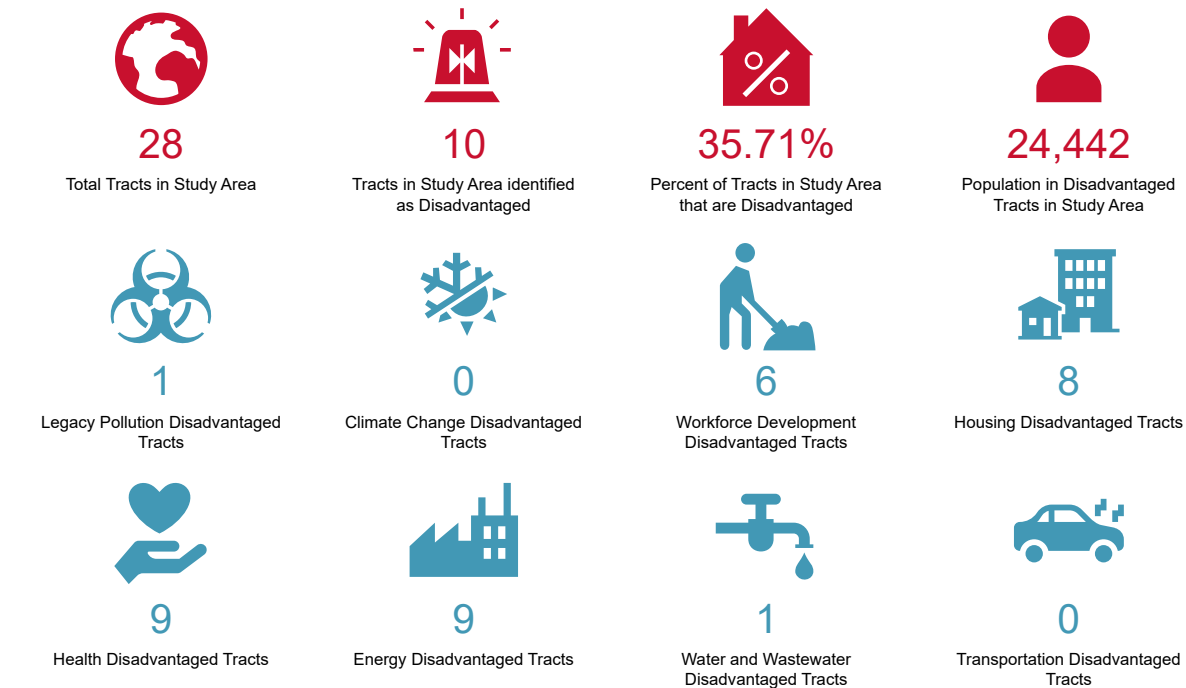 28
Total Tracts in Study Area
10
Tracts in Study Area identified
as Disadvantaged
35.71%
Percent of Tracts in Study Area
that are Disadvantaged
24,442
Population in Disadvantaged
Tracts in Study Area
1
Legacy Pollution Disadvantaged
Tracts
0
Climate Change Disadvantaged
Tracts
6
Workforce Development
Disadvantaged Tracts
8
Housing Disadvantaged Tracts
9
Health Disadvantaged Tracts
9
Energy Disadvantaged Tracts
1
Water and Wastewater
Disadvantaged Tracts
0
Transportation Disadvantaged
Tracts